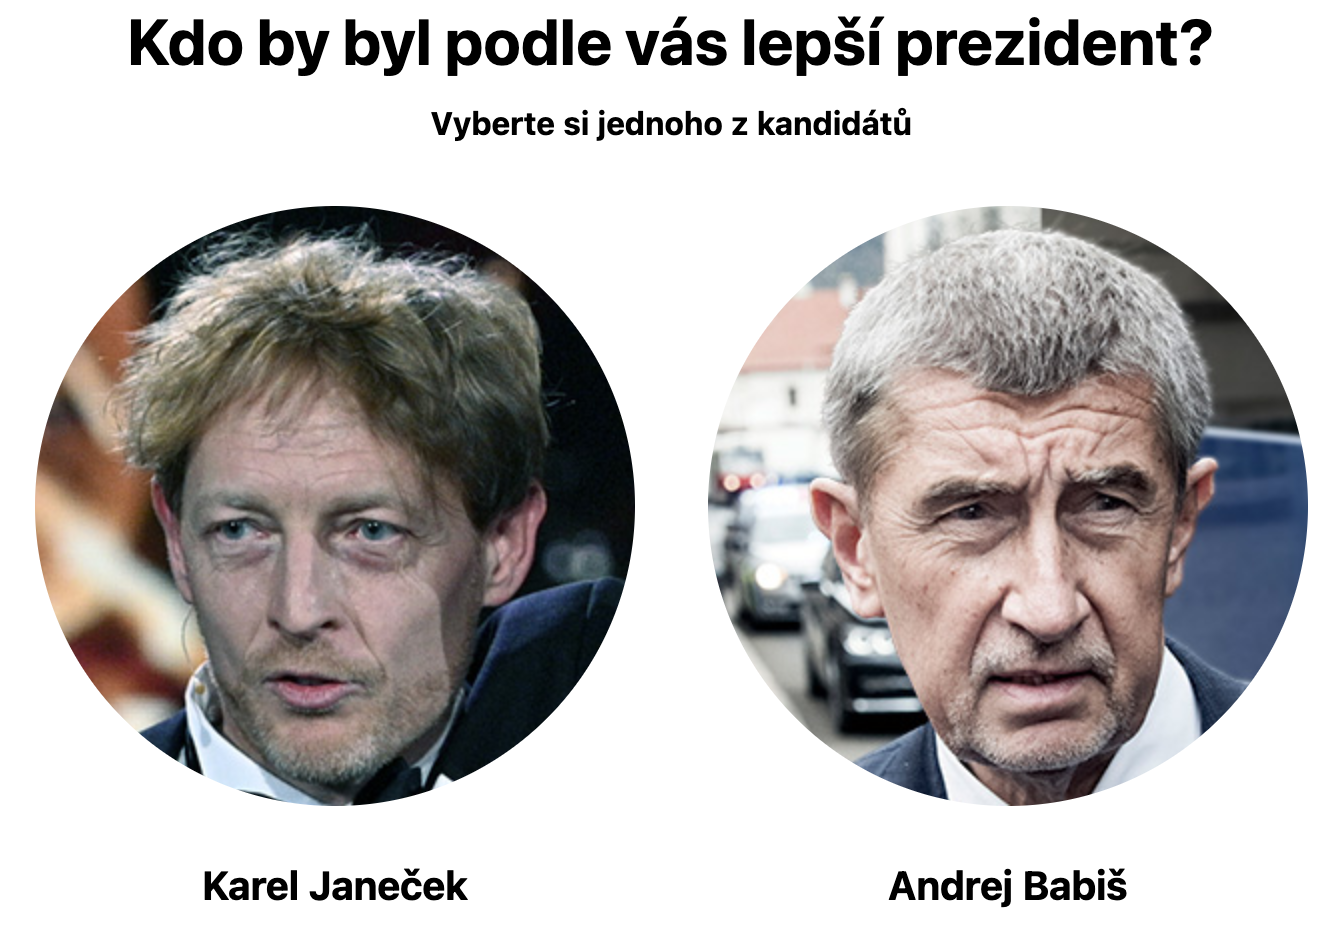 Kdo by byl podle vás lepší prezident?
Vyberte si jednoho z kandidátů
Karel Janeček
Andrej Babiš